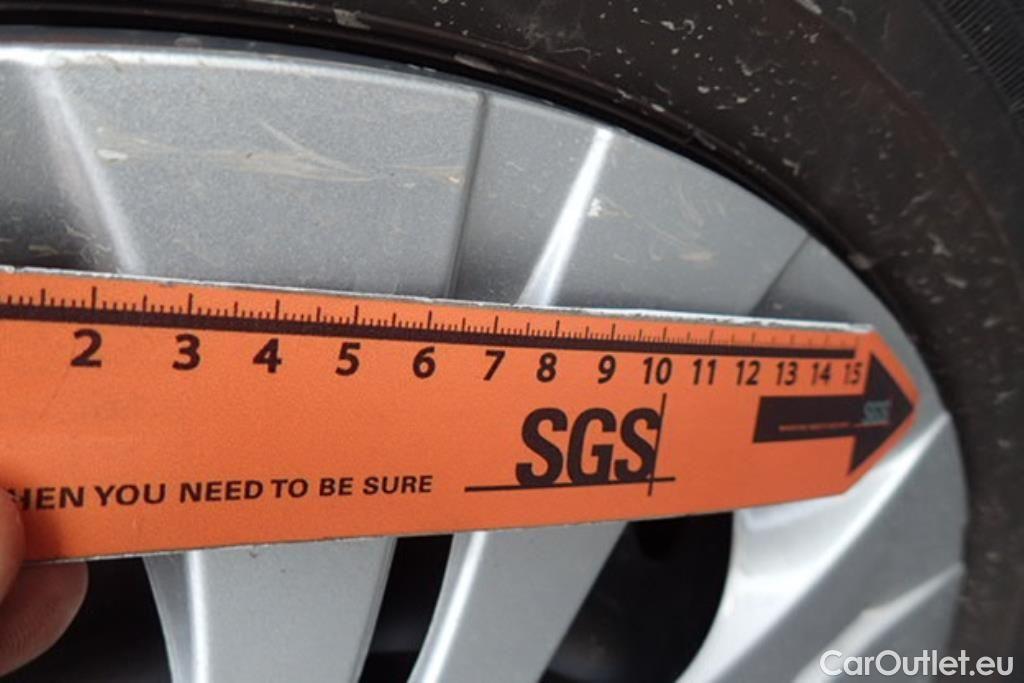 2 3 4 5 6 7 8 9 10 11 12 13 14 15
SGS
HEN YOU NEED TO BE SURE
CarOutlet.eu